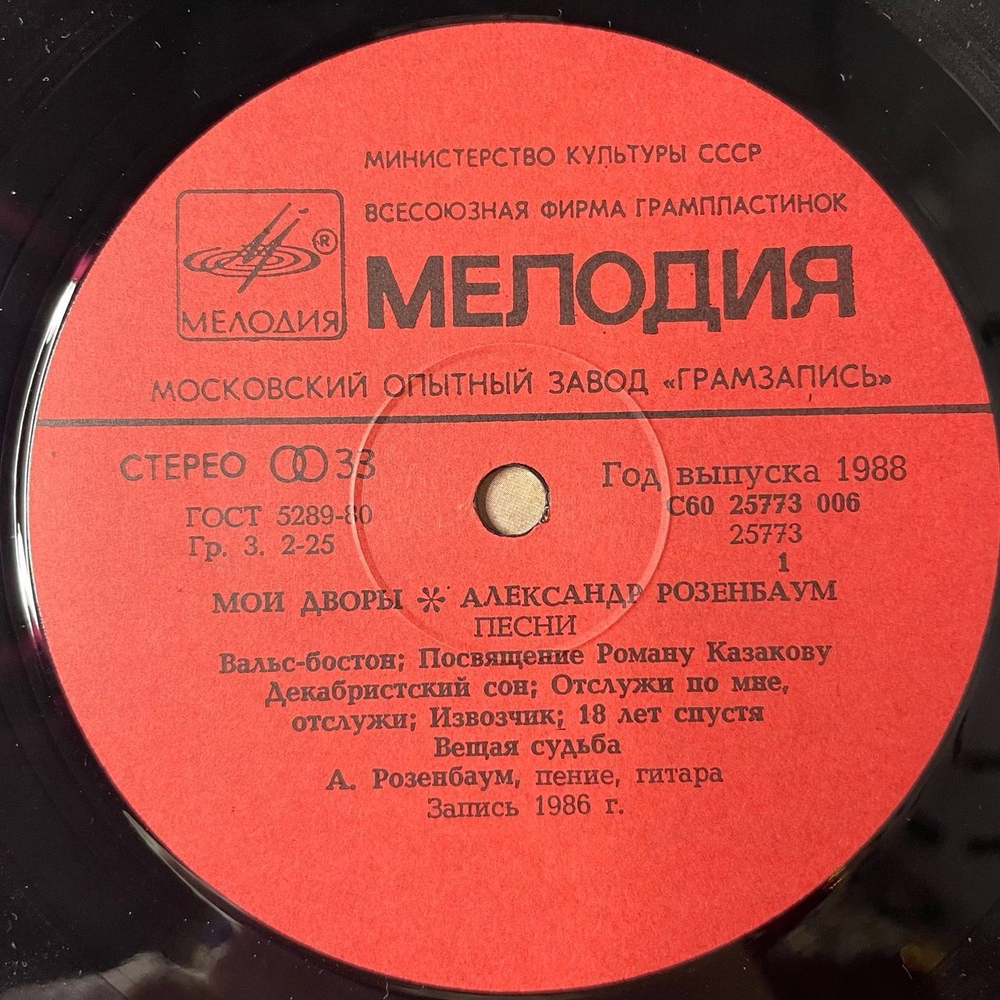 МИНИСТЕРСТВО КУЛЬТУРЫ СССР
ВСЕСОЮЗНАЯ ФИРМА ГРАМПЛАСТИНОК
®
МЕЛОДИЯ
МЕЛОДИЯ
МОСКОВСКИЙ ОПЫТНЫЙ ЗАВОД «ГРАМЗАПИСЬ»
СТЕРЕО 33
Год выпуска 1988
ГОСТ 5289-80
С60 25773 006
Гр. 3. 2-25
25773
1
МОИ ДВОРЫ ✻ АЛЕКСАНДР РОЗЕНБАУМ
ПЕСНИ
Вальс-бостон; Посвящение Роману Казакову
Декабристский сон; Отслужи по мне,
отслужи; Извозчик; 18 лет спустя
Вещая судьба
А. Розенбаум, пение, гитара
Запись 1986 г.